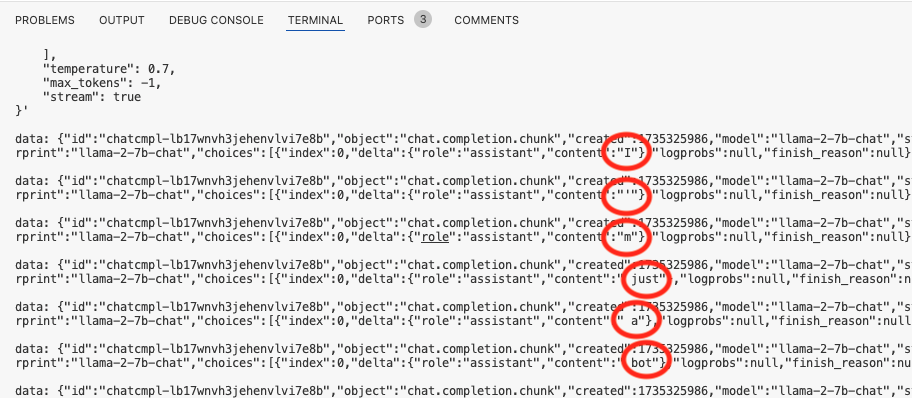 PROBLEMS OUTPUT DEBUG CONSOLE TERMINAL PORTS 3 COMMENTS
],
"temperature": 0.7,
"max_tokens": -1,
"stream": true
}'
data: {"id":"chatcmpl-lb17wnvh3jehenvlvi7e8b","object":"chat.completion.chunk","created":1735325986,"model":"llama-2-7b-chat","s
rprint":"llama-2-7b-chat","choices":[{"index":0,"delta":{"role":"assistant","content":"I"},"logprobs":null,"finish_reason":null}
data: {"id":"chatcmpl-lb17wnvh3jehenvlvi7e8b","object":"chat.completion.chunk","created":1735325986,"model":"llama-2-7b-chat","s
rprint":"llama-2-7b-chat","choices":[{"index":0,"delta":{"role":"assistant","content":"'"},"logprobs":null,"finish_reason":null}
data: {"id":"chatcmpl-lb17wnvh3jehenvlvi7e8b","object":"chat.completion.chunk","created":1735325986,"model":"llama-2-7b-chat","s
rprint":"llama-2-7b-chat","choices":[{"index":0,"delta":{"role":"assistant","content":"m"},"logprobs":null,"finish_reason":null}
data: {"id":"chatcmpl-lb17wnvh3jehenvlvi7e8b","object":"chat.completion.chunk","created":1735325986,"model":"llama-2-7b-chat","s
rprint":"llama-2-7b-chat","choices":[{"index":0,"delta":{"role":"assistant","content":" just"},"logprobs":null,"finish_reason":n
data: {"id":"chatcmpl-lb17wnvh3jehenvlvi7e8b","object":"chat.completion.chunk","created":1735325986,"model":"llama-2-7b-chat","s
rprint":"llama-2-7b-chat","choices":[{"index":0,"delta":{"role":"assistant","content":" a"},"logprobs":null,"finish_reason":null
data: {"id":"chatcmpl-lb17wnvh3jehenvlvi7e8b","object":"chat.completion.chunk","created":1735325986,"model":"llama-2-7b-chat","s
rprint":"llama-2-7b-chat","choices":[{"index":0,"delta":{"role":"assistant","content":" bot"},"logprobs":null,"finish_reason":nu
data: {"id":"chatcmpl-lb17wnvh3jehenvlvi7e8b","object":"chat.completion.chunk","created":1735325986,"model":"llama-2-7b-chat","s